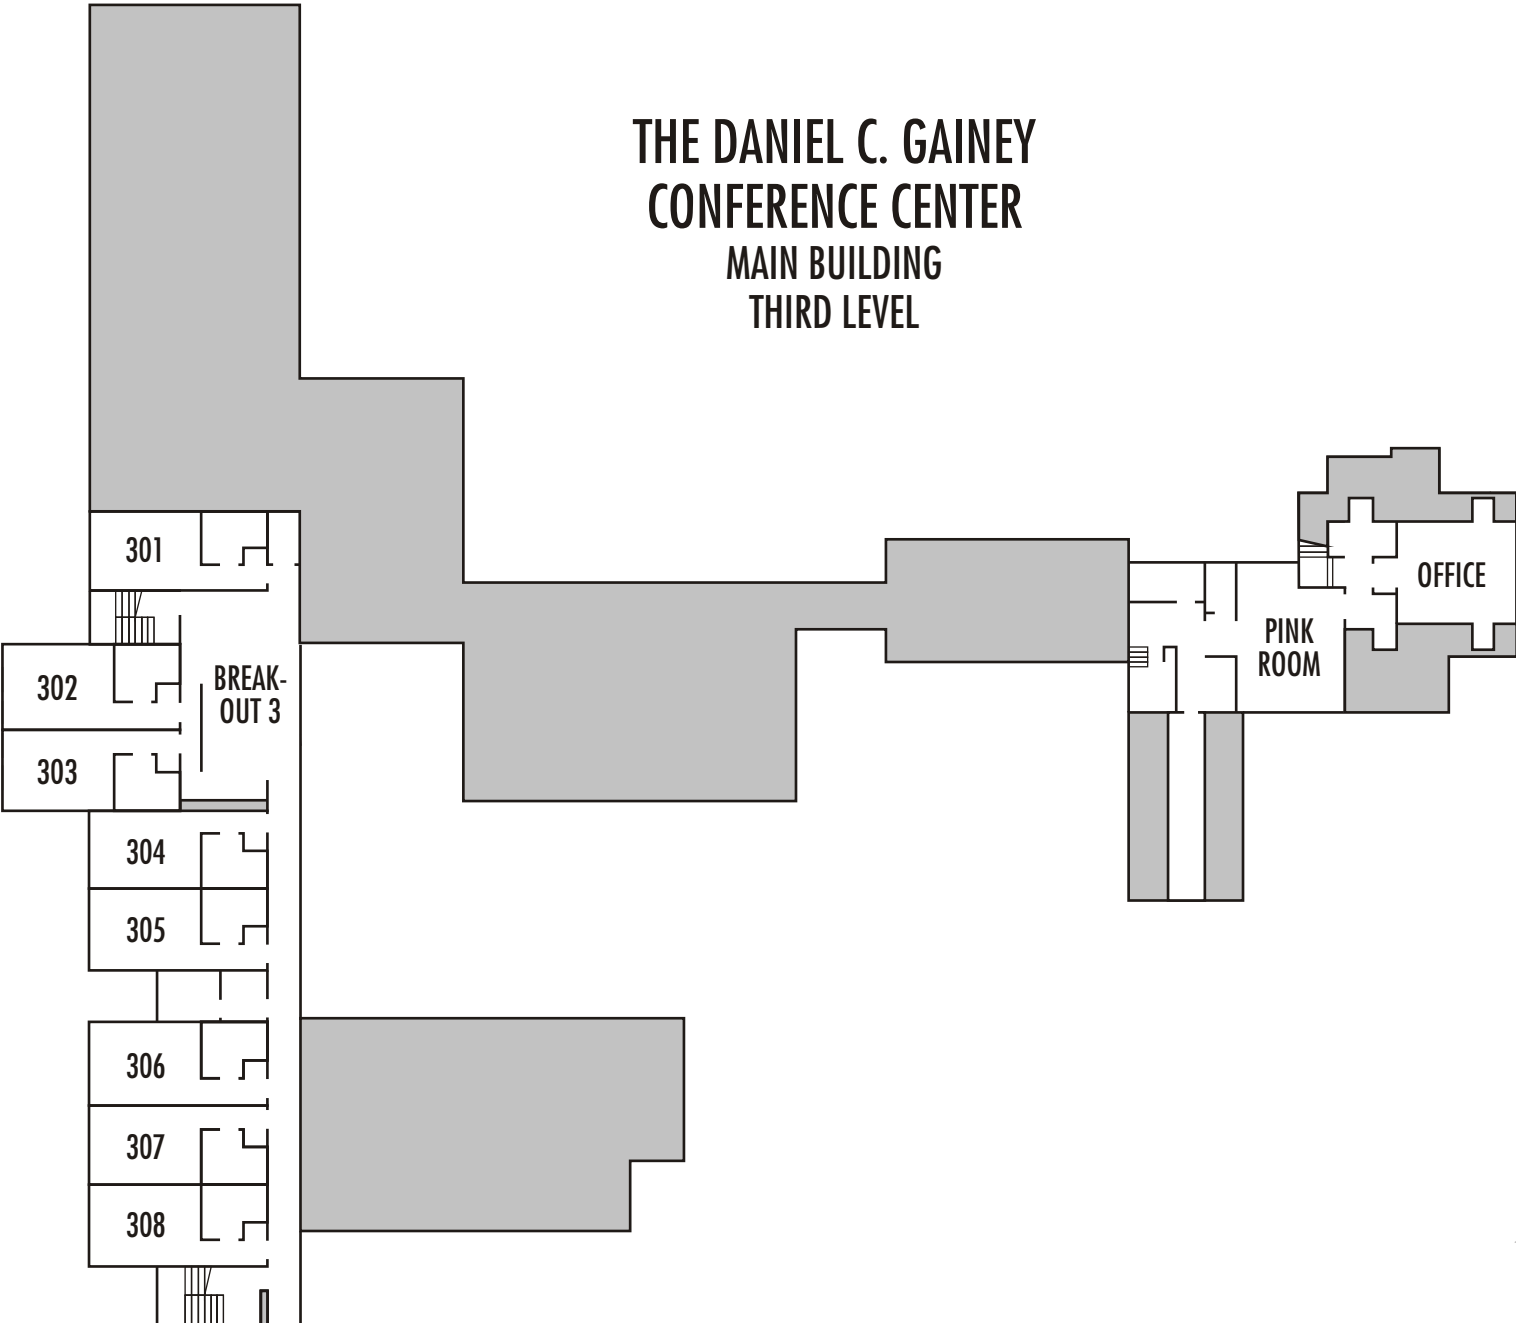 THE DANIEL C. GAINEY
CONFERENCE CENTER
MAIN BUILDING
THIRD LEVEL
301
302
303
BREAK-
OUT 3
304
305
306
307
308
PINK
ROOM
OFFICE